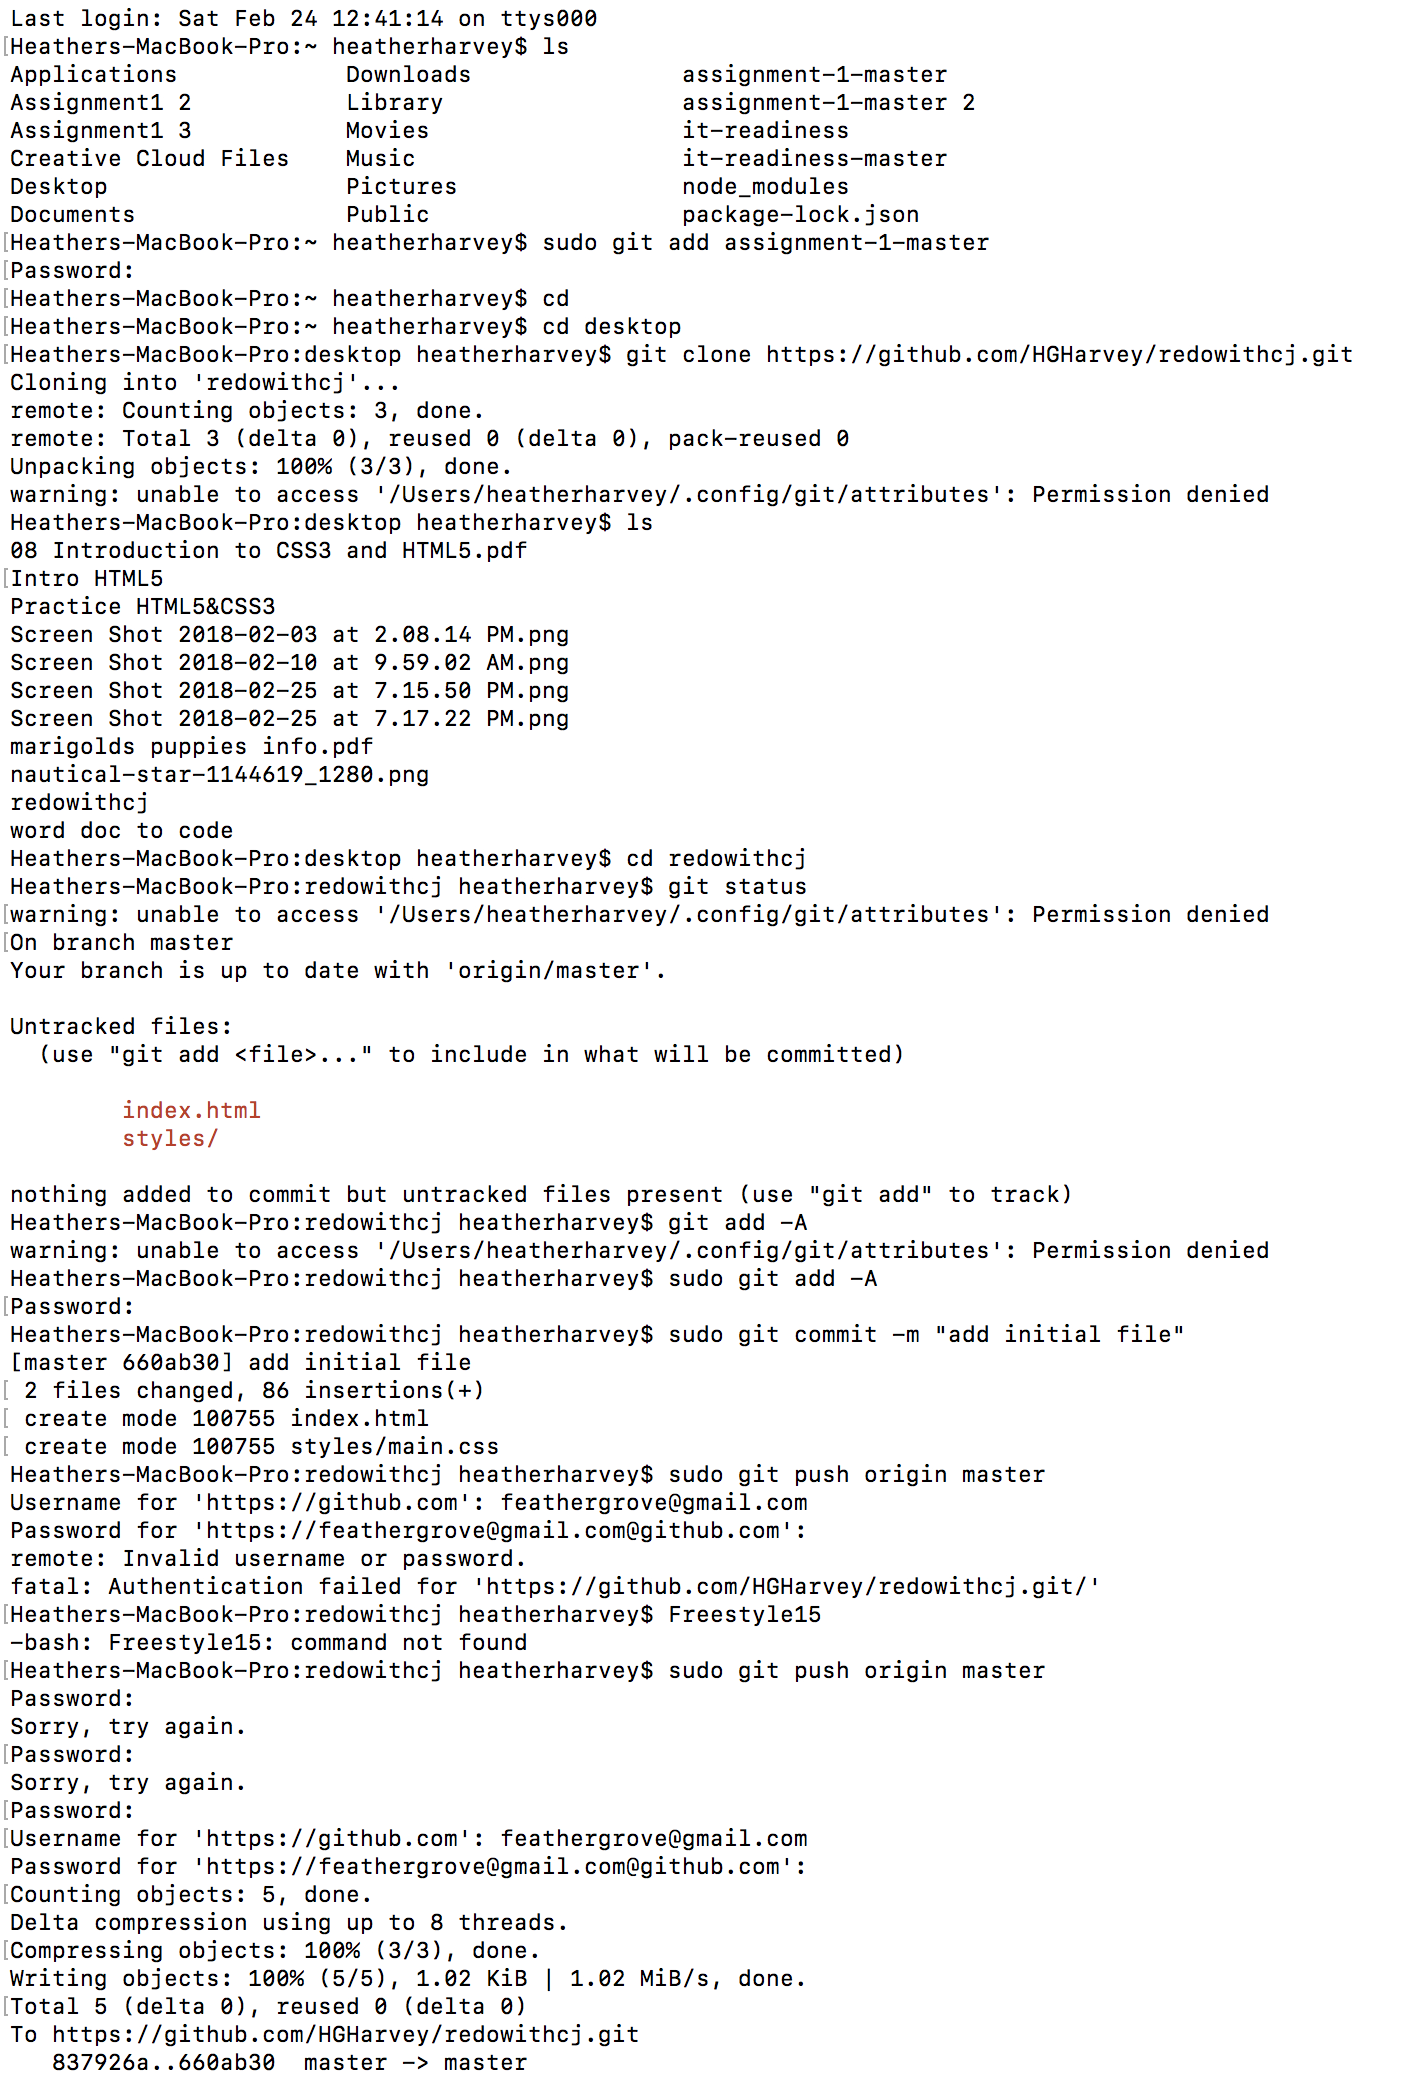 Last login: Sat Feb 24 12:41:14 on ttys000
[Heathers-MacBook-Pro:~ heatherharvey$ ls
Applications            Downloads               assignment-1-master
Assignment1 2           Library                 assignment-1-master 2
Assignment1 3           Movies                  it-readiness
Creative Cloud Files    Music                   it-readiness-master
Desktop                 Pictures                node_modules
Documents               Public                  package-lock.json
[Heathers-MacBook-Pro:~ heatherharvey$ sudo git add assignment-1-master
[Password:
[Heathers-MacBook-Pro:~ heatherharvey$ cd
[Heathers-MacBook-Pro:~ heatherharvey$ cd desktop
[Heathers-MacBook-Pro:desktop heatherharvey$ git clone https://github.com/HGHarvey/redowithcj.git
Cloning into 'redowithcj'...
remote: Counting objects: 3, done.
remote: Total 3 (delta 0), reused 0 (delta 0), pack-reused 0
Unpacking objects: 100% (3/3), done.
warning: unable to access '/Users/heatherharvey/.config/git/attributes': Permission denied
Heathers-MacBook-Pro:desktop heatherharvey$ ls
08 Introduction to CSS3 and HTML5.pdf
[Intro HTML5
Practice HTML5&CSS3
Screen Shot 2018-02-03 at 2.08.14 PM.png
Screen Shot 2018-02-10 at 9.59.02 AM.png
Screen Shot 2018-02-25 at 7.15.50 PM.png
Screen Shot 2018-02-25 at 7.17.22 PM.png
marigolds puppies info.pdf
nautical-star-1144619_1280.png
redowithcj
word doc to code
Heathers-MacBook-Pro:desktop heatherharvey$ cd redowithcj
Heathers-MacBook-Pro:redowithcj heatherharvey$ git status
[warning: unable to access '/Users/heatherharvey/.config/git/attributes': Permission denied
[On branch master
Your branch is up to date with 'origin/master'.

Untracked files:
  (use "git add <file>..." to include in what will be committed)

        index.html
        styles/

nothing added to commit but untracked files present (use "git add" to track)
Heathers-MacBook-Pro:redowithcj heatherharvey$ git add -A
warning: unable to access '/Users/heatherharvey/.config/git/attributes': Permission denied
Heathers-MacBook-Pro:redowithcj heatherharvey$ sudo git add -A
[Password:
Heathers-MacBook-Pro:redowithcj heatherharvey$ sudo git commit -m "add initial file"
[master 660ab30] add initial file
[ 2 files changed, 86 insertions(+)
[ create mode 100755 index.html
[ create mode 100755 styles/main.css
Heathers-MacBook-Pro:redowithcj heatherharvey$ sudo git push origin master
Username for 'https://github.com': feathergrove@gmail.com
Password for 'https://feathergrove@gmail.com@github.com':
remote: Invalid username or password.
fatal: Authentication failed for 'https://github.com/HGHarvey/redowithcj.git/'
[Heathers-MacBook-Pro:redowithcj heatherharvey$ Freestyle15
-bash: Freestyle15: command not found
[Heathers-MacBook-Pro:redowithcj heatherharvey$ sudo git push origin master
Password:
Sorry, try again.
[Password:
Sorry, try again.
[Password:
[Username for 'https://github.com': feathergrove@gmail.com
Password for 'https://feathergrove@gmail.com@github.com':
[Counting objects: 5, done.
Delta compression using up to 8 threads.
[Compressing objects: 100% (3/3), done.
Writing objects: 100% (5/5), 1.02 KiB | 1.02 MiB/s, done.
[Total 5 (delta 0), reused 0 (delta 0)
To https://github.com/HGHarvey/redowithcj.git
   837926a..660ab30  master -> master